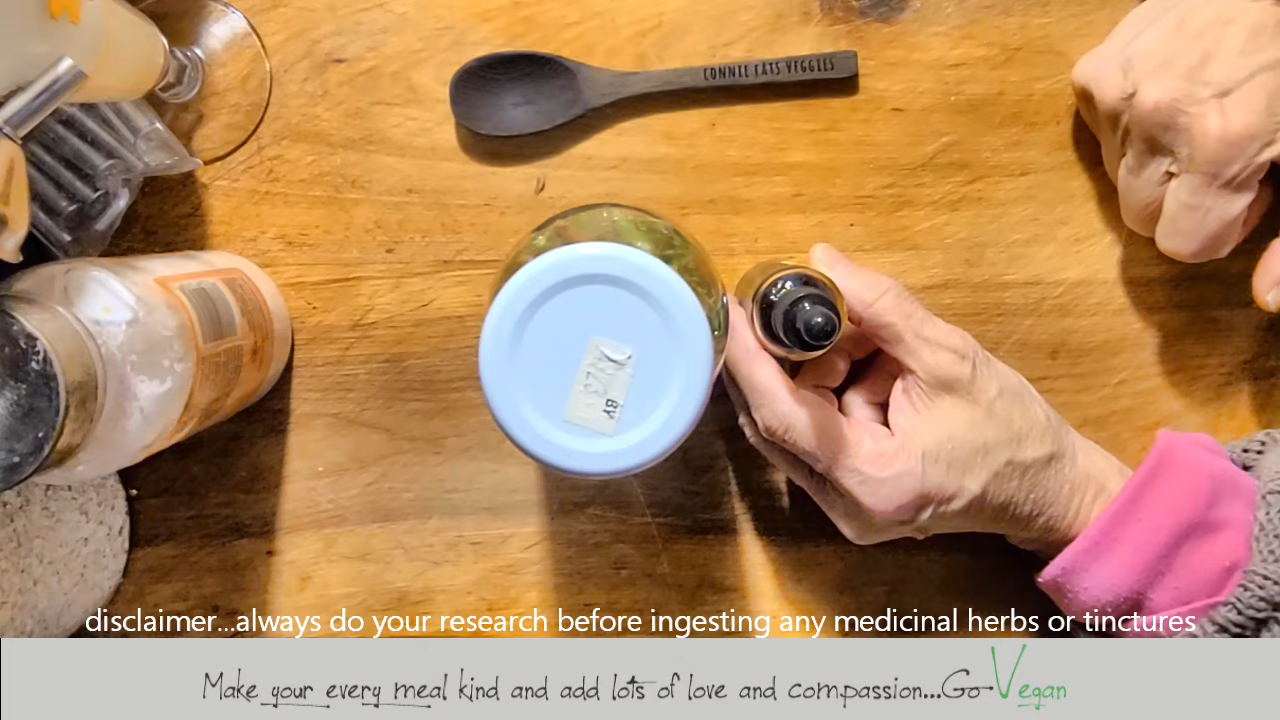 CONNIE EATS VEGGIES
BY
disclaimer...always do your research before ingesting any medicinal herbs or tinctures
Make your every meal kind and add lots of love and compassion...Go Vegan